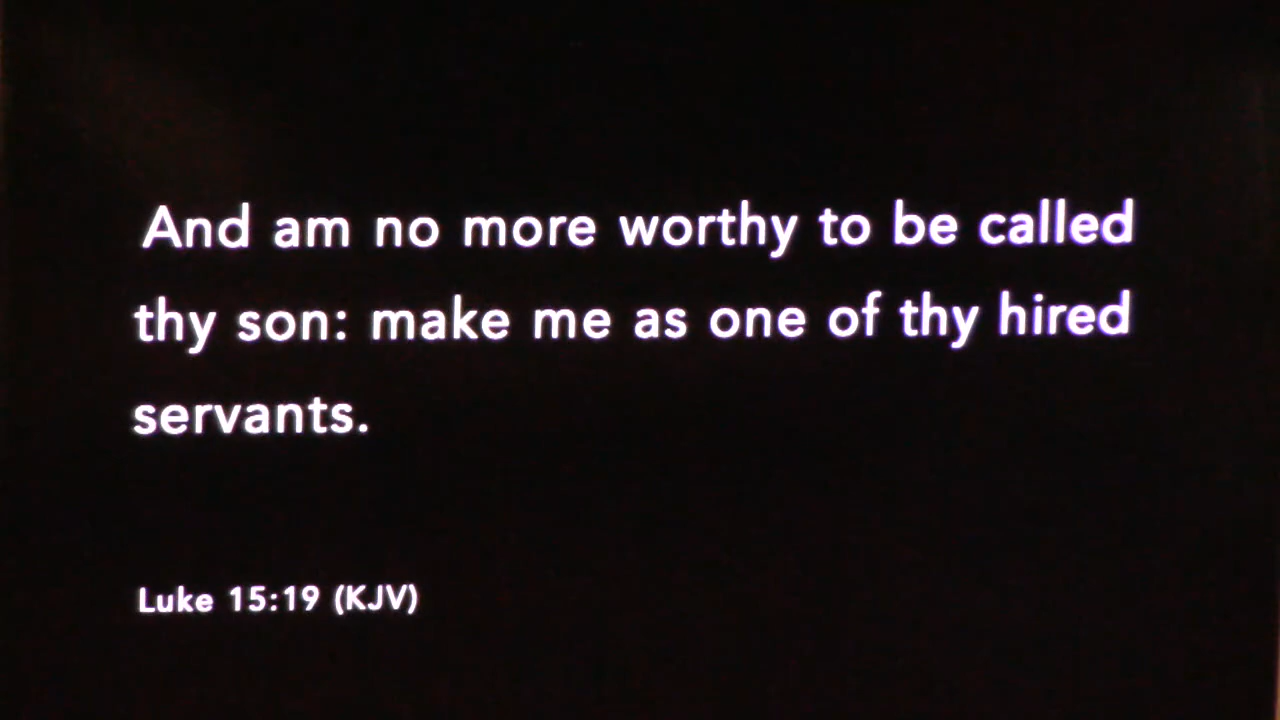 And am no more worthy to be called
thy son: make me as one of thy hired
servants.
Luke 15:19 (KJV)